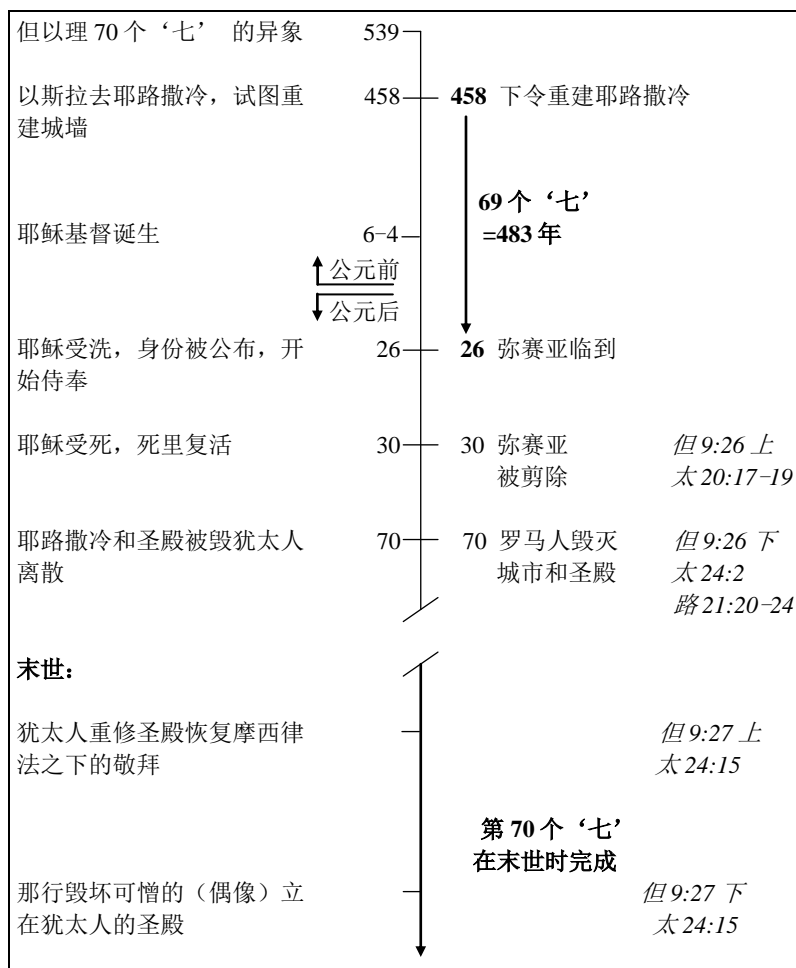 但以理 70 个‘七’ 的异象 539
以斯拉去耶路撒冷，试图重 458 458 下令重建耶路撒冷
建城墙
69 个‘七’
=483 年
耶稣基督诞生 6-4
公元前
公元后
耶稣受洗，身份被公布，开 26 26 弥赛亚临到
始侍奉
耶稣受死，死里复活 30 30 弥赛亚 但 9:26 上
被剪除 太 20:17-19
耶路撒冷和圣殿被毁犹太人 70 70 罗马人毁灭 但 9:26 下
离散 城市和圣殿 太 24:2
路 21:20-24
末世：
犹太人重修圣殿恢复摩西律 但 9:27 上
法之下的敬拜 太 24:15
第 70 个‘七’
在末世时完成
那行毁坏可憎的（偶像）立 但 9:27 下
在犹太人的圣殿 太 24:15